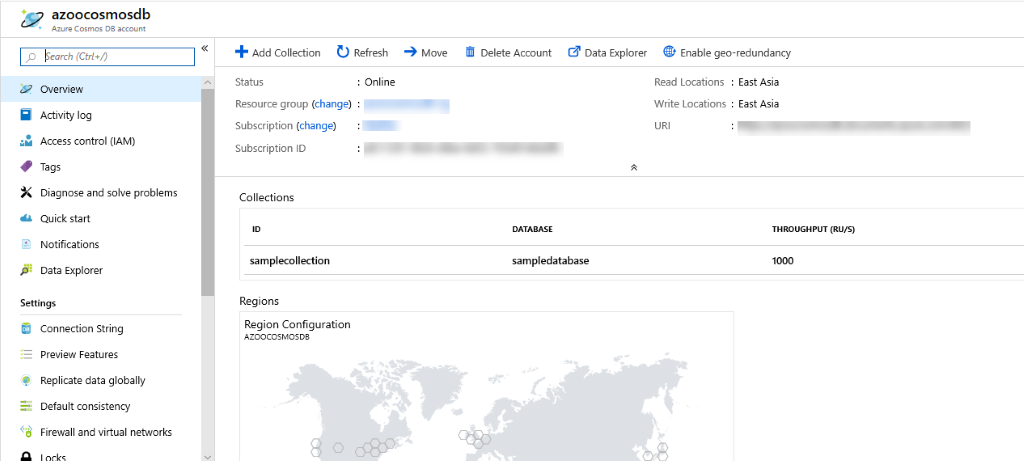 azoocosmosdb
Azure Cosmos DB account
Search (Ctrl+/)
«
Overview
Activity log
Access control (IAM)
Tags
Diagnose and solve problems
Quick start
Notifications
Data Explorer
Settings
Connection String
Preview Features
Replicate data globally
Default consistency
Firewall and virtual networks
Locks
Add Collection Refresh Move Delete Account Data Explorer Enable geo-redundancy
Status : Online
Resource group (change) :
Subscription (change) :
Subscription ID :
Read Locations : East Asia
Write Locations : East Asia
URI :
Collections
ID DATABASE THROUGHPUT (RU/S)
samplecollection sampledatabase 1000
Regions
Region Configuration
AZOOCOSMOSDB